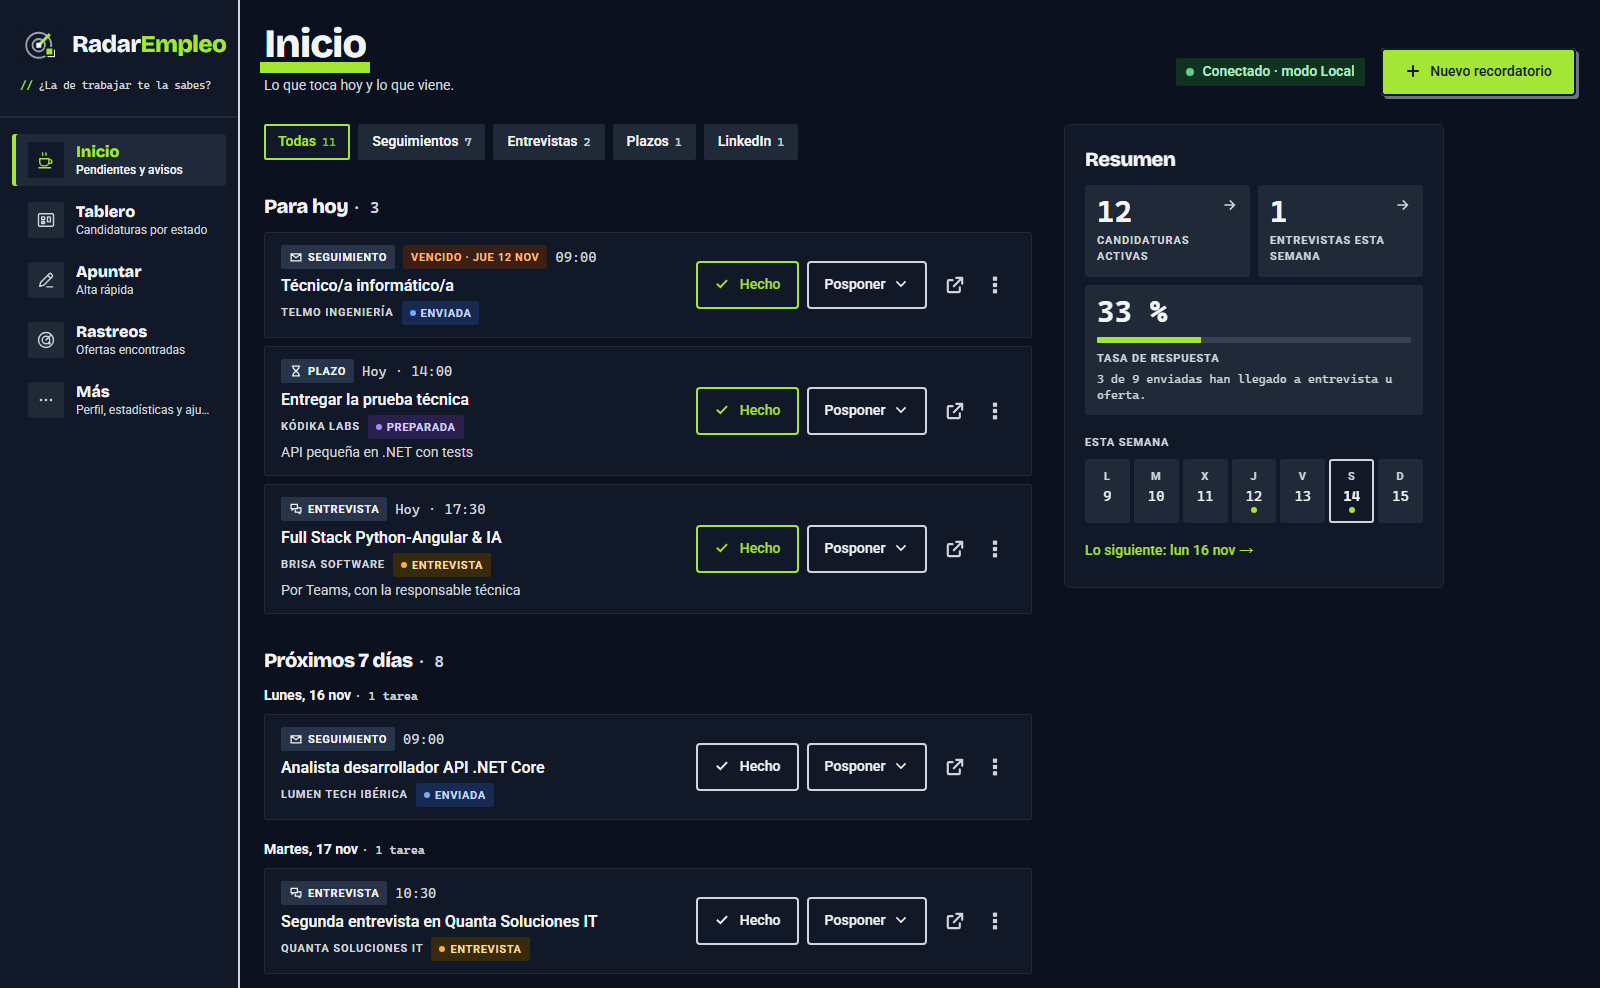 RadarEmpleo
// ¿La de trabajar te la sabes?
Inicio
Pendientes y avisos
Tablero
Candidaturas por estado
Apuntar
Alta rápida
Rastreos
Ofertas encontradas
Más
Perfil, estadísticas y aju...
Inicio
Lo que toca hoy y lo que viene.
Conectado · modo Local
Nuevo recordatorio
Todas 11
Seguimientos 7
Entrevistas 2
Plazos 1
LinkedIn 1
Para hoy · 3
SEGUIMIENTO VENCIDO · JUE 12 NOV 09:00
Técnico/a informático/a
TELMO INGENIERÍA ENVIADA
Hecho
Posponer
PLAZO Hoy · 14:00
Entregar la prueba técnica
KÓDIKA LABS PREPARADA
API pequeña en .NET con tests
Hecho
Posponer
ENTREVISTA Hoy · 17:30
Full Stack Python-Angular & IA
BRISA SOFTWARE ENTREVISTA
Por Teams, con la responsable técnica
Hecho
Posponer
Próximos 7 días · 8
Lunes, 16 nov · 1 tarea
SEGUIMIENTO 09:00
Analista desarrollador API .NET Core
LUMEN TECH IBÉRICA ENVIADA
Hecho
Posponer
Martes, 17 nov · 1 tarea
ENTREVISTA 10:30
Segunda entrevista en Quanta Soluciones IT
QUANTA SOLUCIONES IT ENTREVISTA
Hecho
Posponer
Resumen
12
CANDIDATURAS
ACTIVAS
1
ENTREVISTAS ESTA
SEMANA
33 %
TASA DE RESPUESTA
3 de 9 enviadas han llegado a entrevista u
oferta.
ESTA SEMANA
L M X J V S D
9 10 11 12 13 14 15
Lo siguiente: lun 16 nov →